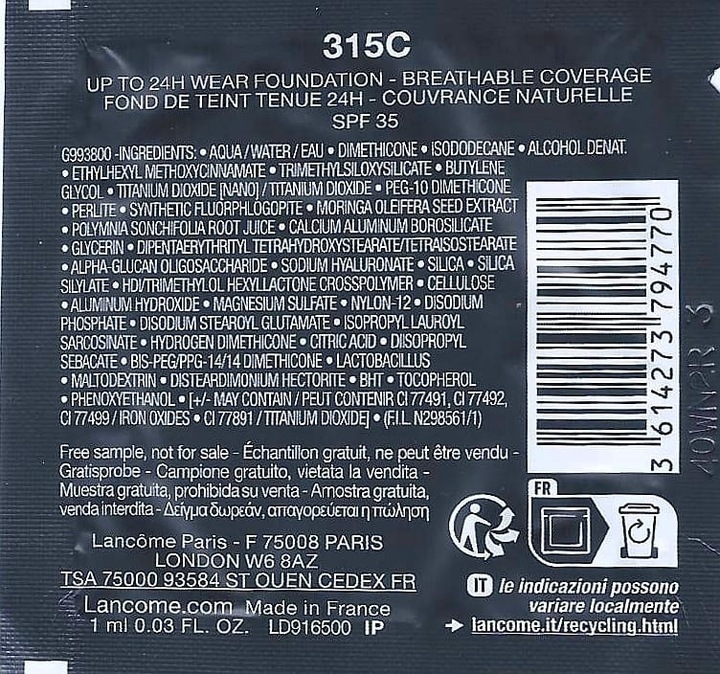 315C
UP TO 24H WEAR FOUNDATION - BREATHABLE COVERAGE
FOND DE TEINT TENUE 24H - COUVRANCE NATURELLE
SPF 35
G993800 -INGREDIENTS: • AQUA / WATER / EAU • DIMETHICONE • ISODODECANE • ALCOHOL DENAT.
• ETHYLHEXYL METHOXYCINNAMATE • TRIMETHYLSILOXYSILICATE • BUTYLENE
GLYCOL • TITANIUM DIOXIDE [NANO] / TITANIUM DIOXIDE • PEG-10 DIMETHICONE
• PERLITE • SYNTHETIC FLUORPHLOGOPITE • MORINGA OLEIFERA SEED EXTRACT
• POLYMNIA SONCHIFOLIA ROOT JUICE • CALCIUM ALUMINUM BOROSILICATE
• GLYCERIN • DIPENTAERYTHRITYL TETRAHYDROXYSTEARATE/TETRAISOSTEARATE
• ALPHA-GLUCAN OLIGOSACCHARIDE • SODIUM HYALURONATE • SILICA • SILICA
SILYLATE • HDI/TRIMETHYLOL HEXYLLACTONE CROSSPOLYMER • CELLULOSE
• ALUMINUM HYDROXIDE • MAGNESIUM SULFATE • NYLON-12 • DISODIUM
PHOSPHATE • DISODIUM STEAROYL GLUTAMATE • ISOPROPYL LAUROYL
SARCOSINATE • HYDROGEN DIMETHICONE • CITRIC ACID • DIISOPROPYL
SEBACATE • BIS-PEG/PPG-14/14 DIMETHICONE • LACTOBACILLUS
• MALTODEXTRIN • DISTEARDIMONIUM HECTORITE • BHT • TOCOPHEROL
• PHENOXYETHANOL • [+/- MAY CONTAIN / PEUT CONTENIR CI 77491, CI 77492,
CI 77499 / IRON OXIDES • CI 77891 / TITANIUM DIOXIDE] • (F.I.L. N298561/1)
3 614273 794770
40WN2R 3
Free sample, not for sale - Échantillon gratuit, ne peut être vendu -
Gratisprobe - Campione gratuito, vietata la vendita -
Muestra gratuita, prohibida su venta - Amostra gratuita,
venda interdita - Δείγμα δωρεάν, απαγορεύεται η πώληση
FR
Lancôme Paris - F 75008 PARIS
LONDON W6 8AZ
TSA 75000 93584 ST OUEN CEDEX FR
Lancome.com Made in France
1 ml 0.03 FL. OZ. LD916500 IP
IT le indicazioni possono
variare localmente
→ lancome.it/recycling.html